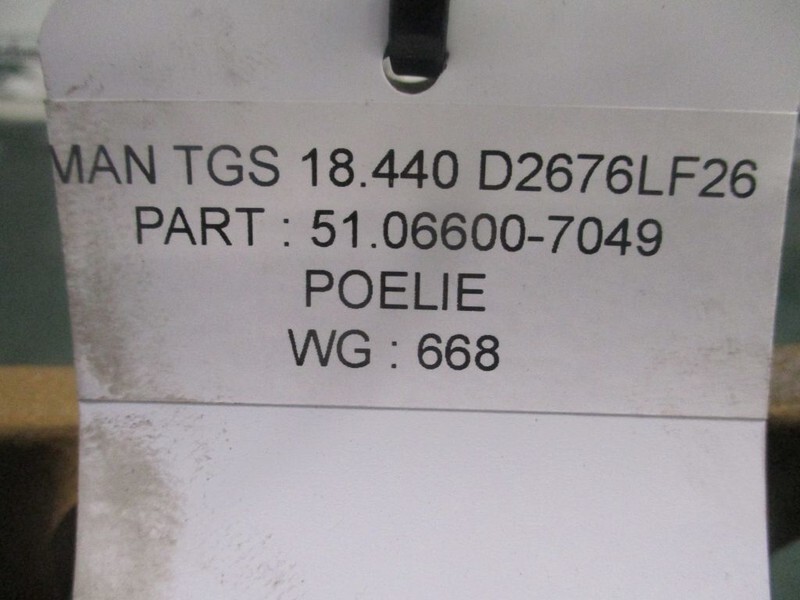 MAN TGS 18.440 D2676LF26
PART : 51.06600-7049
POELIE
WG : 668